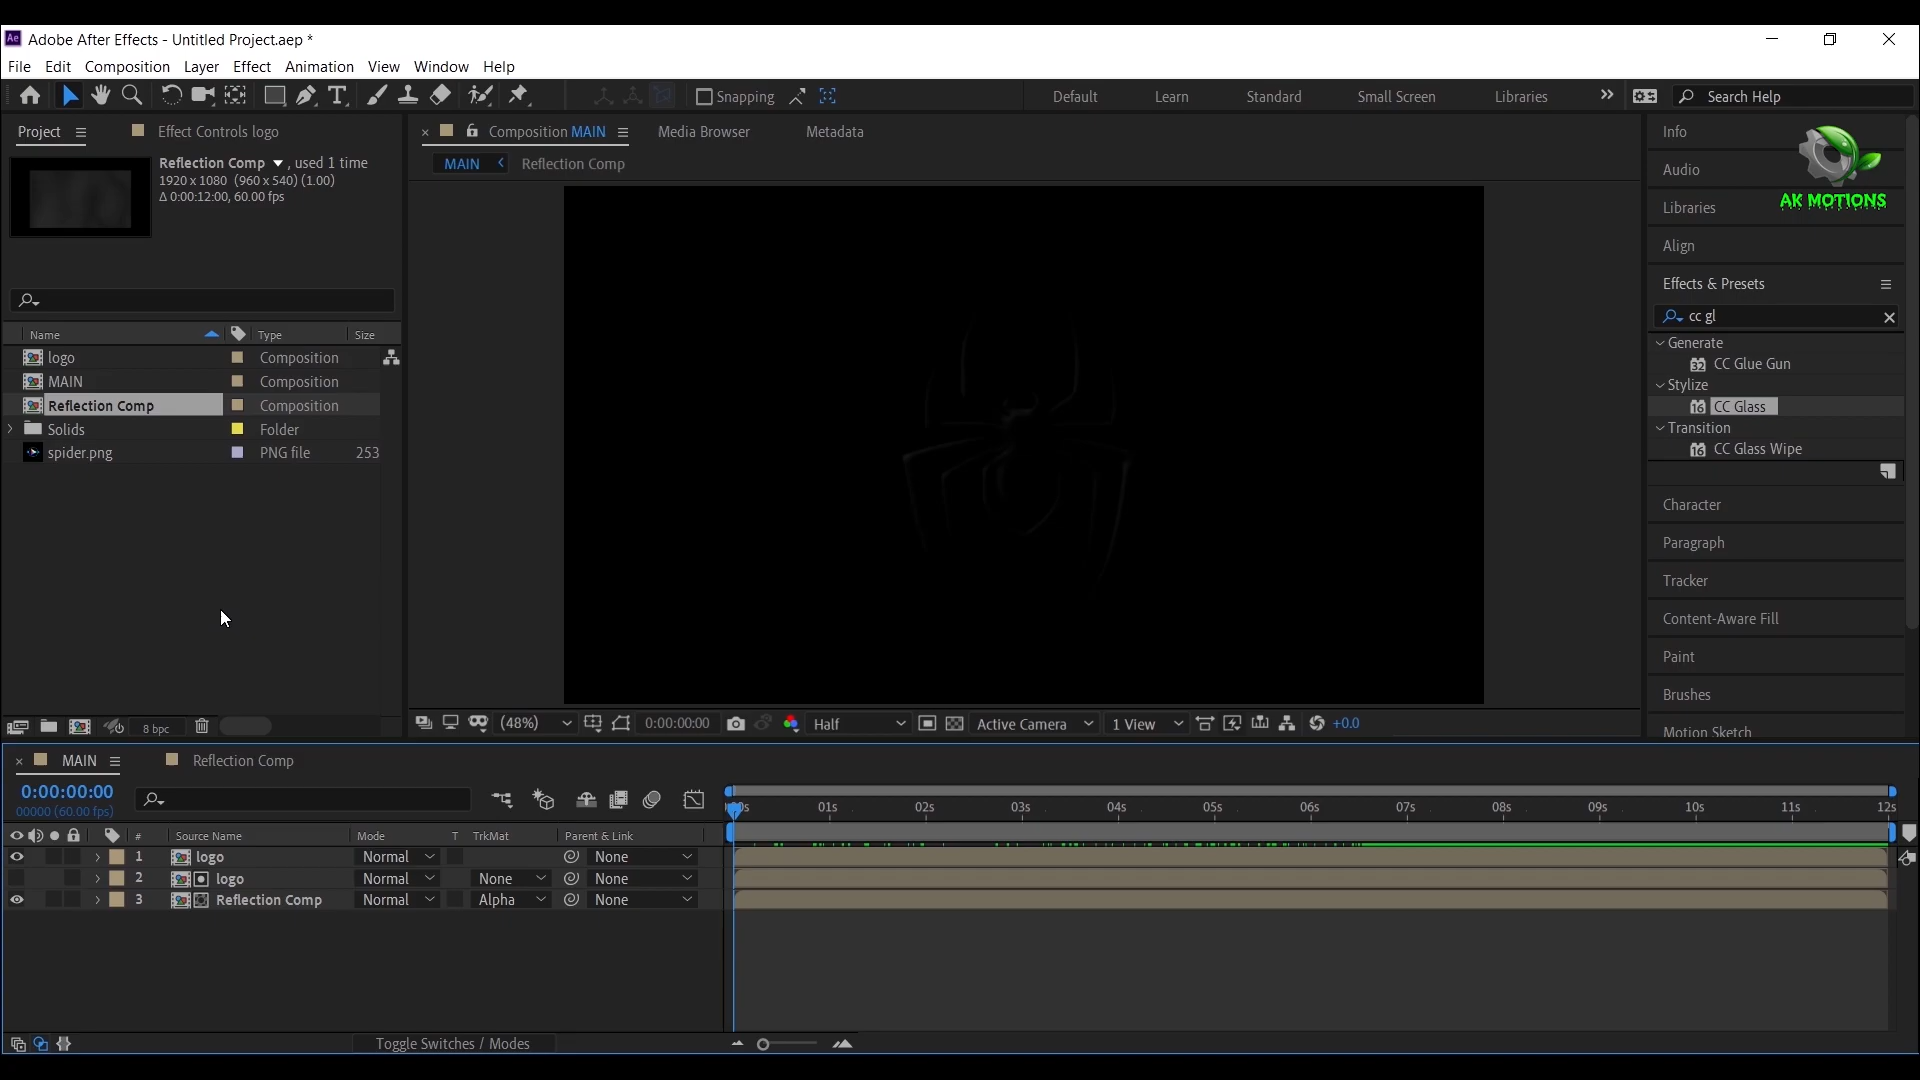 Adobe After Effects - Untitled Project.aep *
File Edit Composition Layer Effect Animation View Window Help
Snapping
Default Learn Standard Small Screen Libraries
Search Help
Project Effect Controls logo
Composition MAIN Media Browser Metadata
Reflection Comp , used 1 time
1920 x 1080 (960 x 540) (1.00)
Δ 0:00:12:00, 60.00 fps
MAIN Reflection Comp
Name Type Size
logo Composition
MAIN Composition
Reflection Comp Composition
Solids Folder
spider.png PNG file 253
8 bpc
(48%) 0:00:00:00 Half Active Camera 1 View +0.0
Info
Audio
Libraries
Align
AK MOTIONS
Effects & Presets
cc gl
Generate
32 CC Glue Gun
Stylize
16 CC Glass
Transition
16 CC Glass Wipe
Character
Paragraph
Tracker
Content-Aware Fill
Paint
Brushes
Motion Sketch
MAIN Reflection Comp
0:00:00:00
00000 (60.00 fps)
01s 02s 03s 04s 05s 06s 07s 08s 09s 10s 11s 12s
# Source Name Mode T TrkMat Parent & Link
1 logo Normal None
2 logo Normal None None
3 Reflection Comp Normal Alpha None
Toggle Switches / Modes